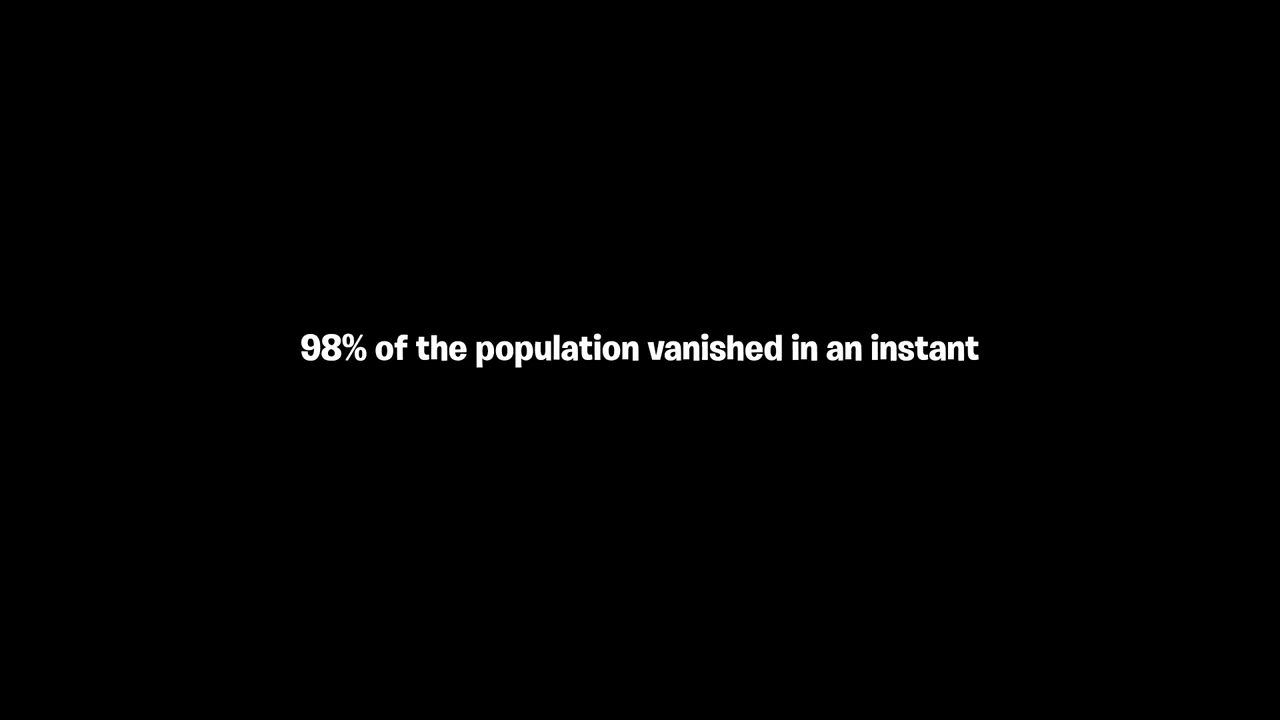 98% of the population vanished in an instant